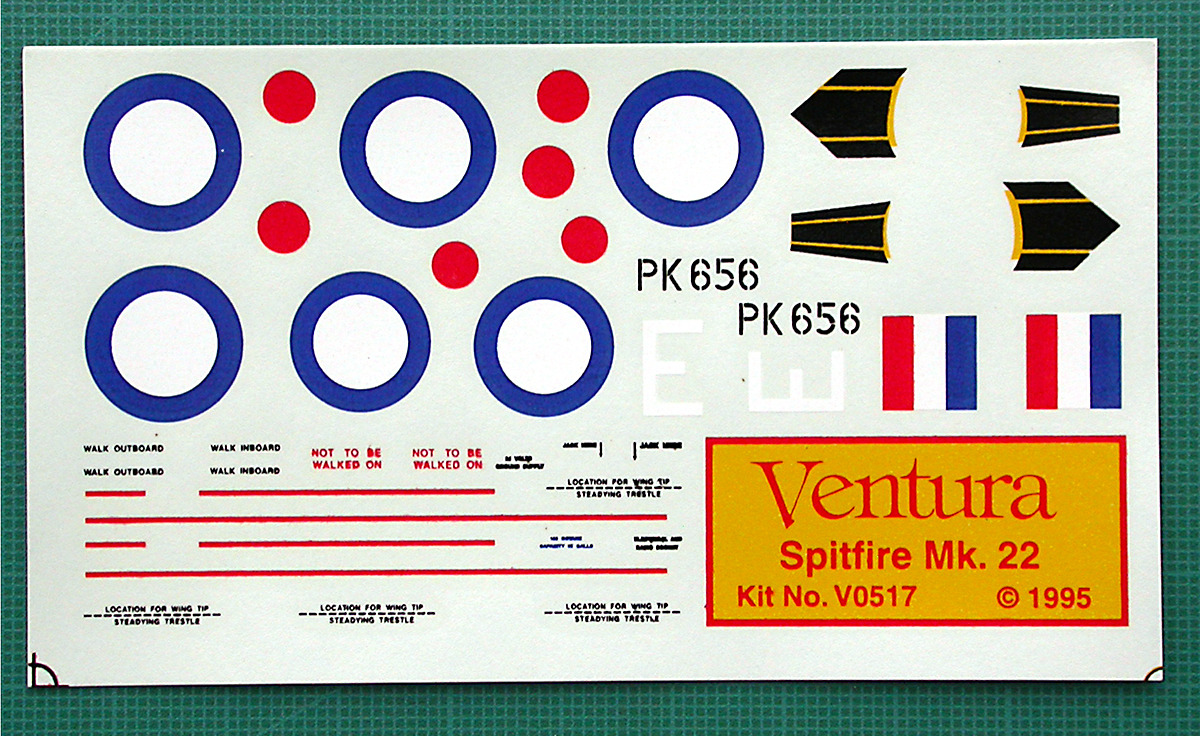 PK656
PK656
E
E
WALK OUTBOARD
WALK INBOARD
NOT TO BE
WALKED ON
NOT TO BE
WALKED ON
WALK OUTBOARD
WALK INBOARD
LOCATION FOR WING TIP
STEADYING TRESTLE
LOCATION FOR WING TIP
STEADYING TRESTLE
LOCATION FOR WING TIP
STEADYING TRESTLE
LOCATION FOR WING TIP
STEADYING TRESTLE
Ventura
Spitfire Mk. 22
Kit No. V0517
© 1995